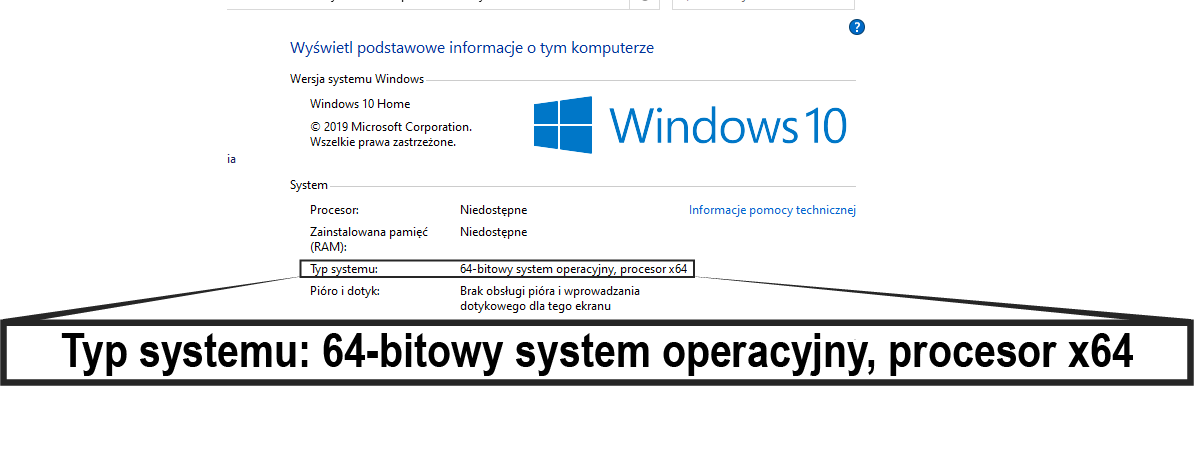 Wyświetl podstawowe informacje o tym komputerze
Wersja systemu Windows
Windows 10 Home
© 2019 Microsoft Corporation.
Wszelkie prawa zastrzeżone.
Windows 10
ia
System
Procesor: Niedostępne Informacje pomocy technicznej
Zainstalowana pamięć Niedostępne
(RAM):
Typ systemu: 64-bitowy system operacyjny, procesor x64
Pióro i dotyk: Brak obsługi pióra i wprowadzania
dotykowego dla tego ekranu
Typ systemu: 64-bitowy system operacyjny, procesor x64